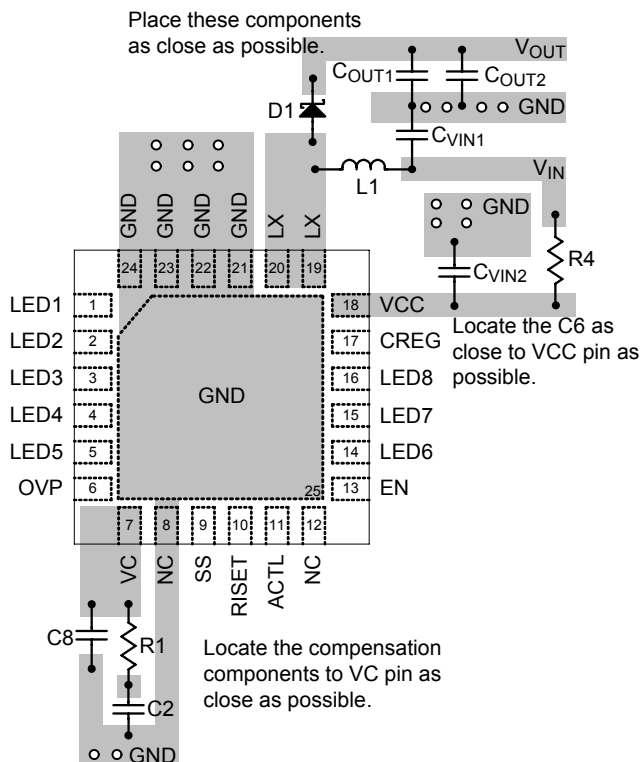 Place these components
as close as possible.
VOUT
COUT1
COUT2
D1
GND
CVIN1
VIN
L1
GND
GND
GND
GND
LX
LX
GND
24
23
22
21
20
19
CVIN2
R4
LED1
1
18
VCC
LED2
2
17
CREG
Locate the C6 as
close to VCC pin as
possible.
LED3
3
16
LED8
GND
LED4
4
15
LED7
LED5
5
14
LED6
OVP
6
25
13
EN
7
8
9
10
11
12
VC
NC
SS
RISET
ACTL
NC
C8
R1
Locate the compensation
components to VC pin as
close as possible.
C2
GND